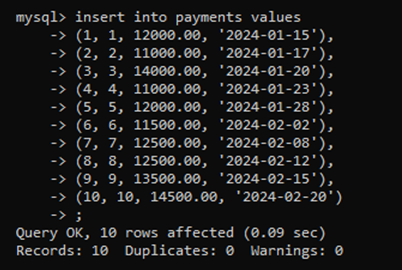 mysql> insert into payments values
    -> (1, 1, 12000.00, '2024-01-15'),
    -> (2, 2, 11000.00, '2024-01-17'),
    -> (3, 3, 14000.00, '2024-01-20'),
    -> (4, 4, 11000.00, '2024-01-23'),
    -> (5, 5, 12000.00, '2024-01-28'),
    -> (6, 6, 11500.00, '2024-02-02'),
    -> (7, 7, 12500.00, '2024-02-08'),
    -> (8, 8, 12500.00, '2024-02-12'),
    -> (9, 9, 13500.00, '2024-02-15'),
    -> (10, 10, 14500.00, '2024-02-20')
    -> ;
Query OK, 10 rows affected (0.09 sec)
Records: 10  Duplicates: 0  Warnings: 0